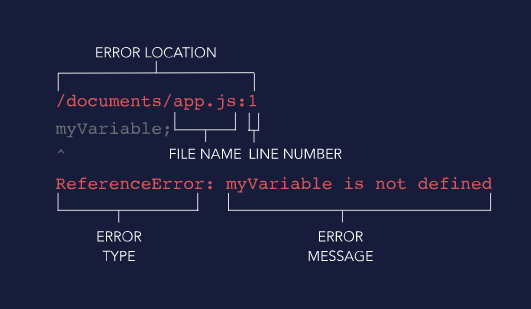 ERROR LOCATION
/documents/app.js:1
myVariable;
^
FILE NAME LINE NUMBER
ReferenceError: myVariable is not defined
ERROR TYPE
ERROR MESSAGE